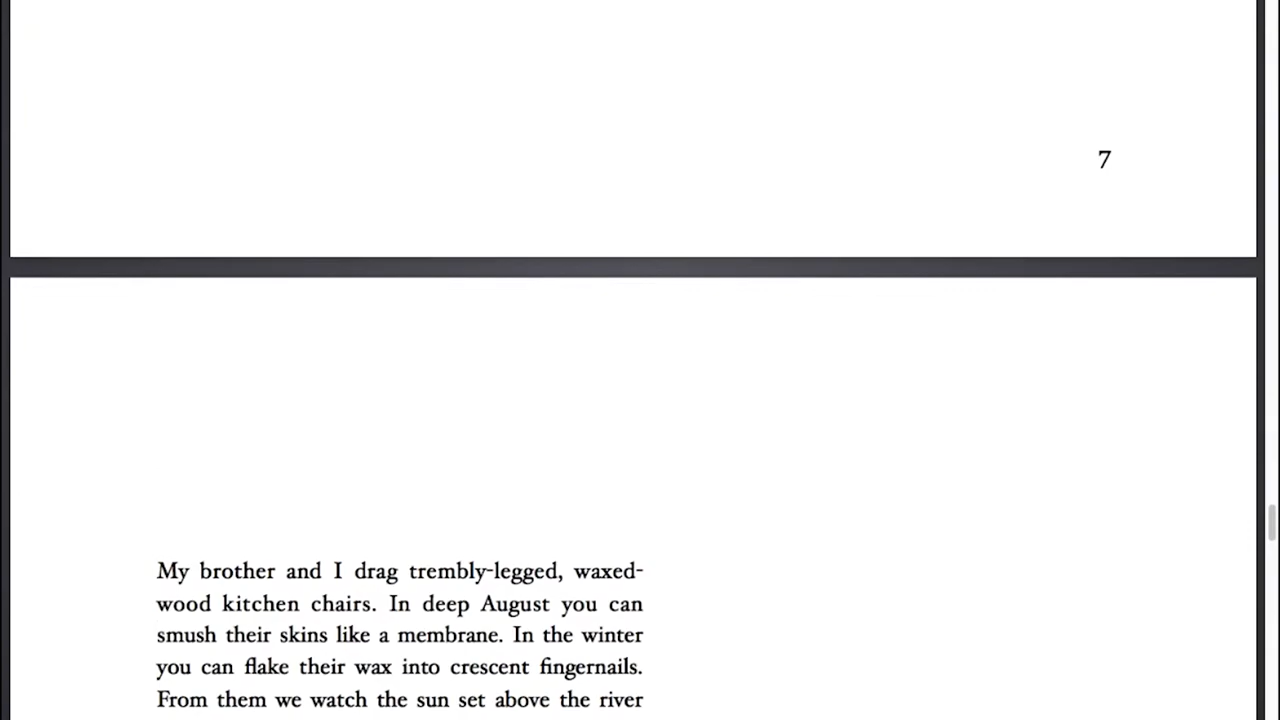 7
My brother and I drag trembly-legged, waxed-
wood kitchen chairs. In deep August you can
smush their skins like a membrane. In the winter
you can flake their wax into crescent fingernails.
From them we watch the sun set above the river